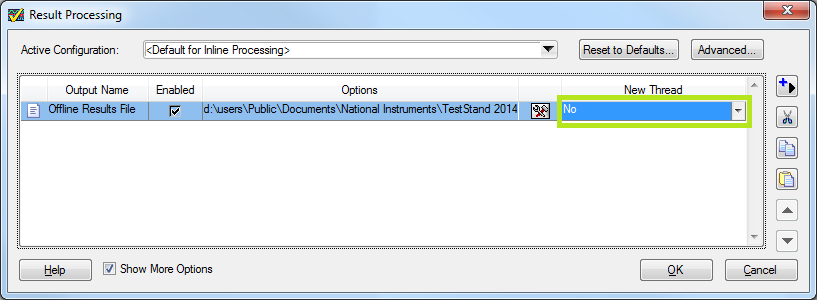 Result Processing
Active Configuration: <Default for Inline Processing> Reset to Defaults... Advanced...
Output Name Enabled Options New Thread
Offline Results File d:\users\Public\Documents\National Instruments\TestStand 2014 No
Help Show More Options OK Cancel